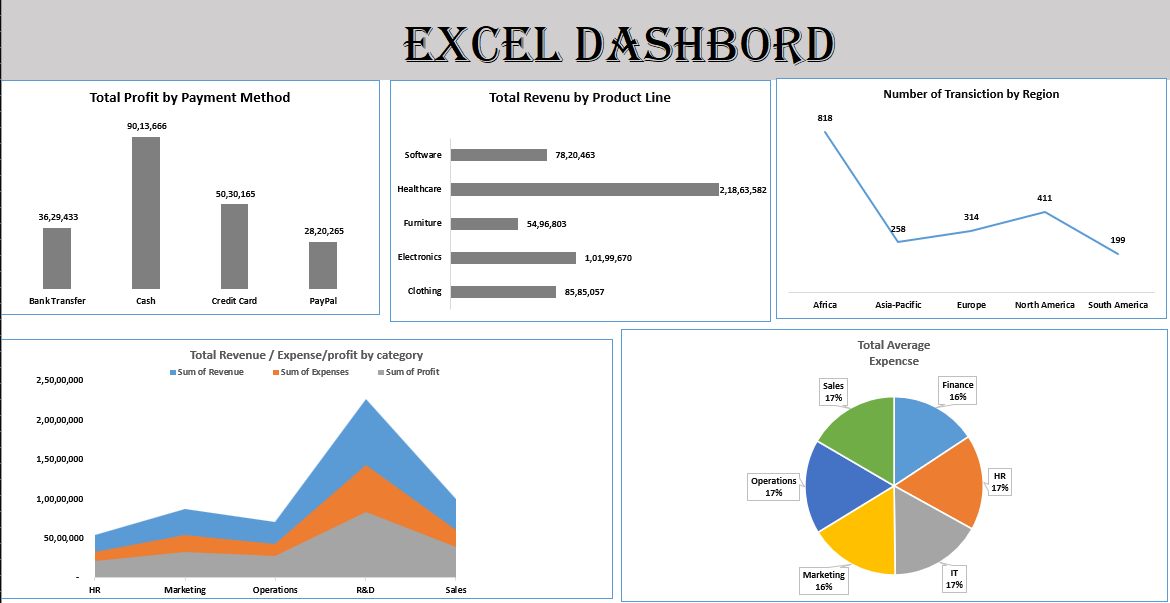 EXCEL DASHBORD
Total Profit by Payment Method
90,13,666
50,30,165
36,29,433
28,20,265
Bank Transfer Cash Credit Card PayPal
Total Revenu by Product Line
Software 78,20,463
Healthcare 2,18,63,582
Furniture 54,96,803
Electronics 1,01,99,670
Clothing 85,85,057
Number of Transiction by Region
818
411
314
258
199
Africa Asia-Pacific Europe North America South America
Total Revenue / Expense/profit by category
Sum of Revenue Sum of Expenses Sum of Profit
2,50,00,000
2,00,00,000
1,50,00,000
1,00,00,000
50,00,000
-
HR Marketing Operations R&D Sales
Total Average
Expencse
Finance
16%
HR
17%
IT
17%
Marketing
16%
Operations
17%
Sales
17%